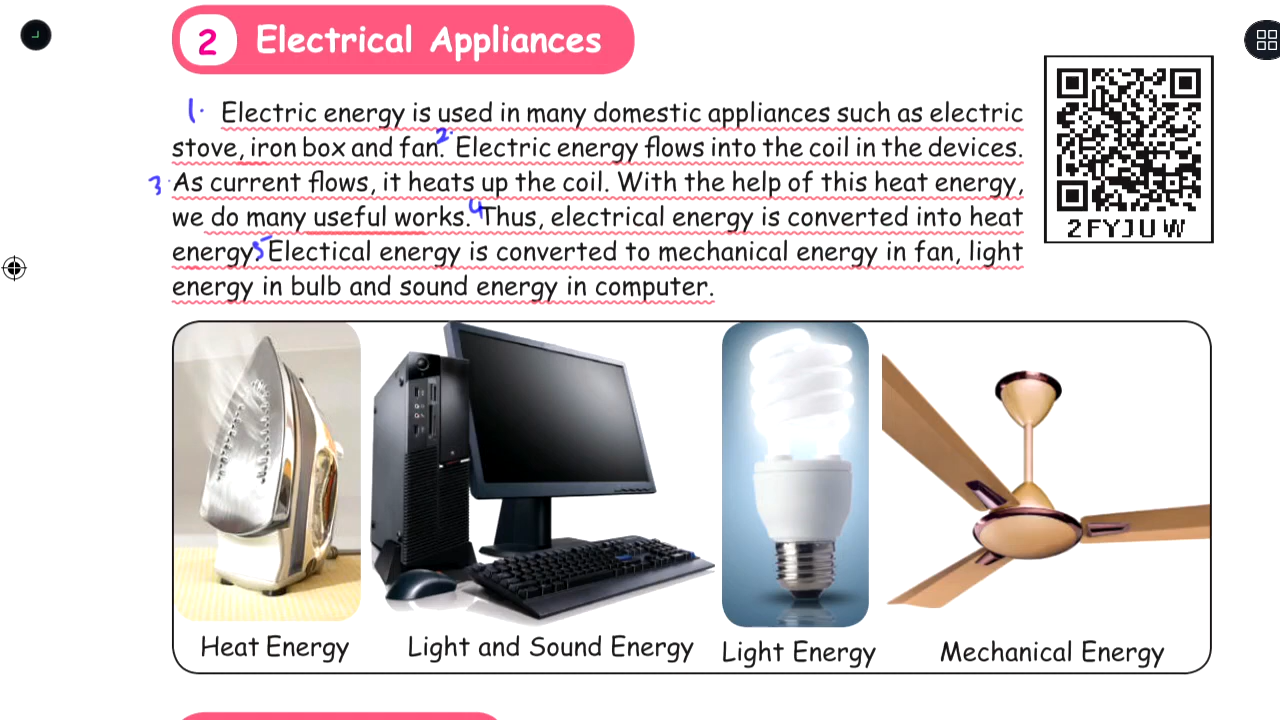 2 Electrical Appliances
1. Electric energy is used in many domestic appliances such as electric
stove, iron box and fan. 2. Electric energy flows into the coil in the devices.
3. As current flows, it heats up the coil. With the help of this heat energy,
we do many useful works. 4 Thus, electrical energy is converted into heat
energy. 5 Electical energy is converted to mechanical energy in fan, light
energy in bulb and sound energy in computer.
2FYJUW
Heat Energy
Light and Sound Energy
Light Energy
Mechanical Energy